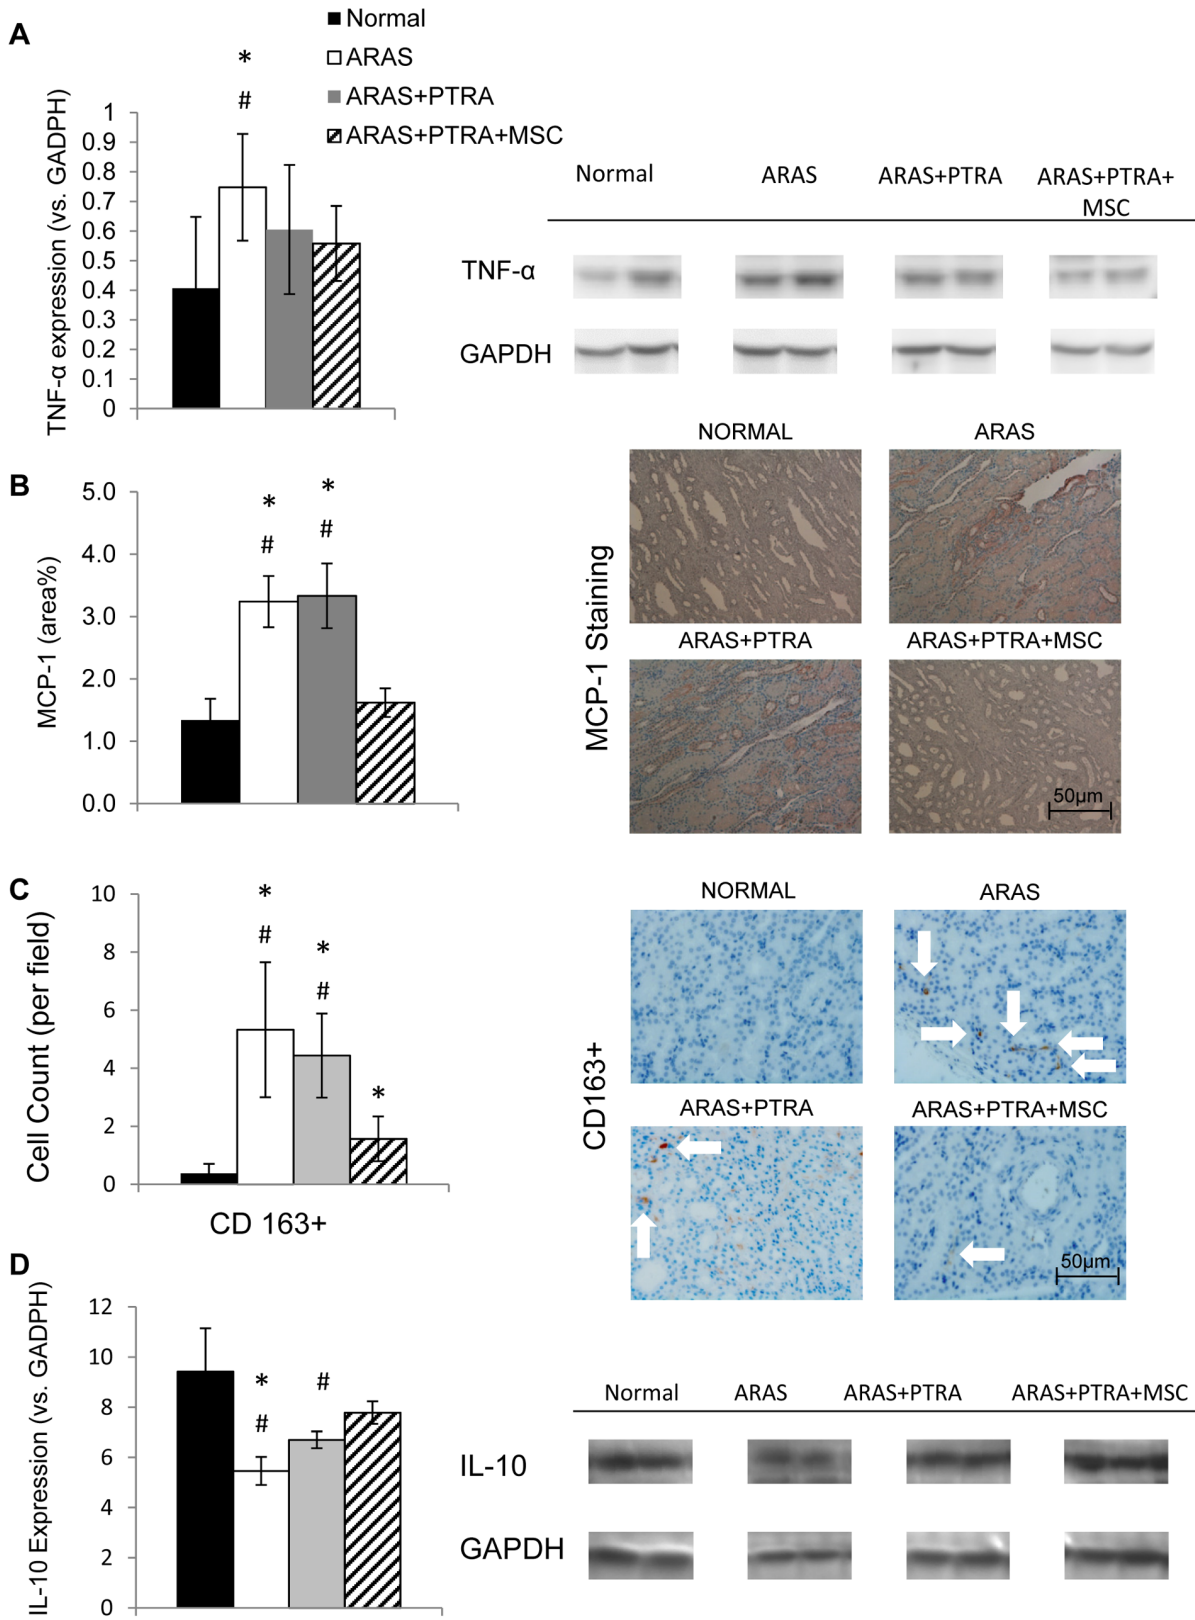 A
Normal
ARAS
ARAS+PTRA
ARAS+PTRA+MSC
*
#
TNF-α expression (vs. GADPH)
1
0.9
0.8
0.7
0.6
0.5
0.4
0.3
0.2
0.1
0
Normal ARAS ARAS+PTRA ARAS+PTRA+
MSC
TNF-α
GAPDH
B
MCP-1 (area%)
5.0
4.0
3.0
2.0
1.0
0.0
* *
# #
MCP-1 Staining
NORMAL ARAS
ARAS+PTRA ARAS+PTRA+MSC
50µm
C
Cell Count (per field)
10
8
6
4
2
0
*
#
*
#
*
CD 163+
CD163+
NORMAL ARAS
ARAS+PTRA ARAS+PTRA+MSC
50µm
D
IL-10 Expression (vs. GADPH)
12
10
8
6
4
2
0
*
#
#
Normal ARAS ARAS+PTRA ARAS+PTRA+MSC
IL-10
GAPDH